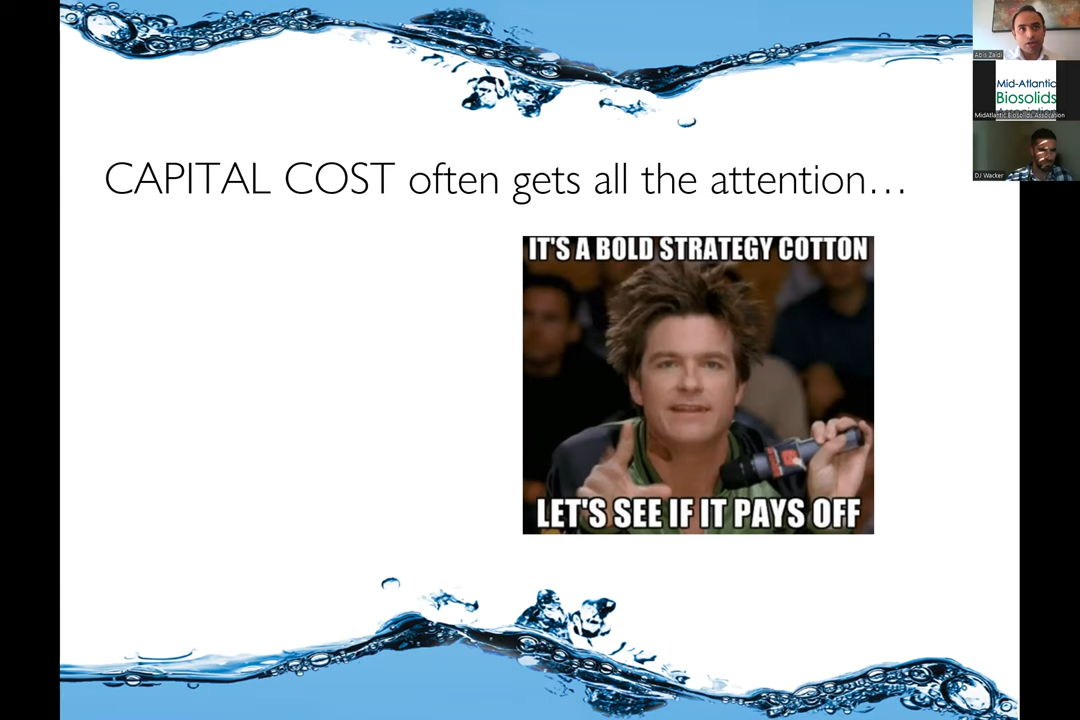 CAPITAL COST often gets all the attention…
IT'S A BOLD STRATEGY COTTON
LET'S SEE IF IT PAYS OFF
Abis Zaidi
Mid-Atlantic
Biosolids
Association
MidAtlantic Biosolids Association
DJ Wacker